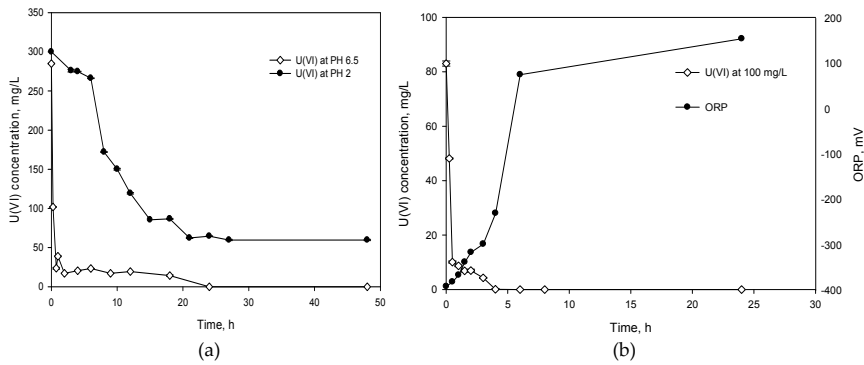 350
300
250
200
150
100
50
0
U(VI) concentration, mg/L
0 10 20 30 40 50
Time, h
U(VI) at PH 6.5
U(VI) at PH 2
(a)
100
80
60
40
20
0
U(VI) concentration, mg/L
0 5 10 15 20 25 30
Time, h
U(VI) at 100 mg/L
ORP
200
100
0
-100
-200
-300
-400
ORP, mV
(b)